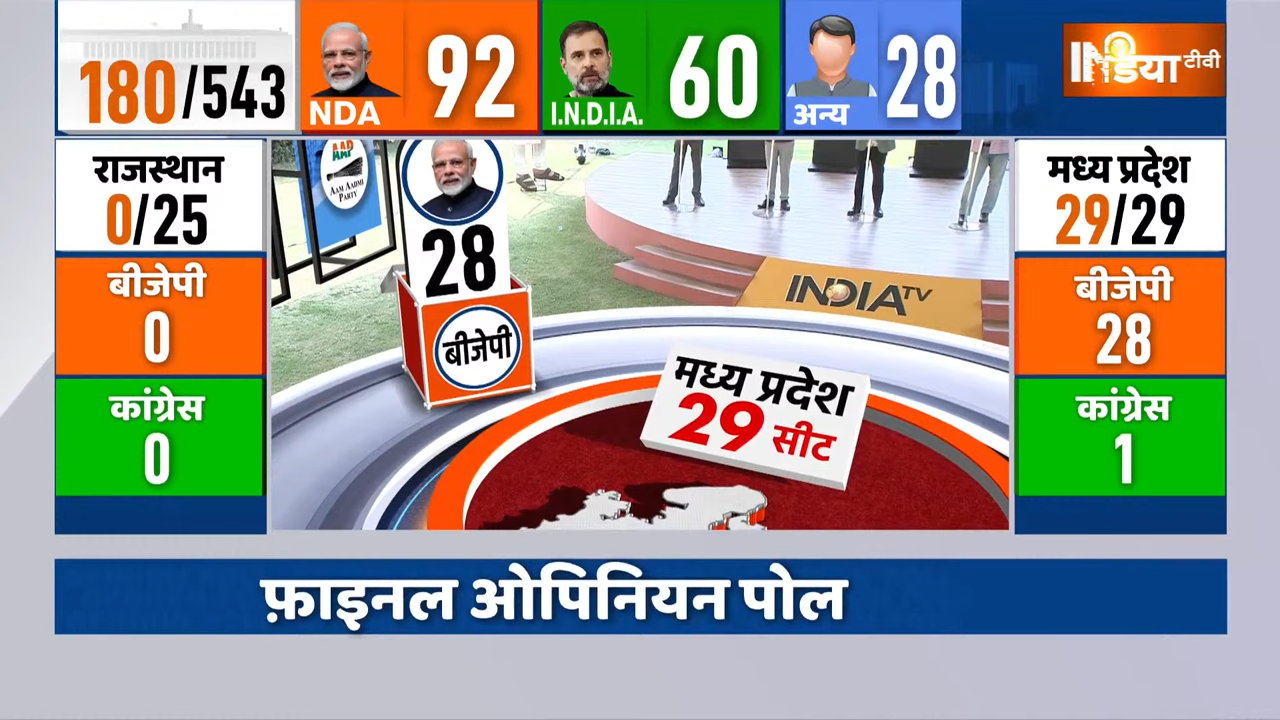 180/543
NDA
92
I.N.D.I.A.
60
अन्य
28
इंडिया टीवी
राजस्थान
0/25
बीजेपी
0
कांग्रेस
0
AAP
AAM AADMI
PARTY
28
बीजेपी
INDIA TV
मध्य प्रदेश
29 सीट
मध्य प्रदेश
29/29
बीजेपी
28
कांग्रेस
1
फ़ाइनल ओपिनियन पोल